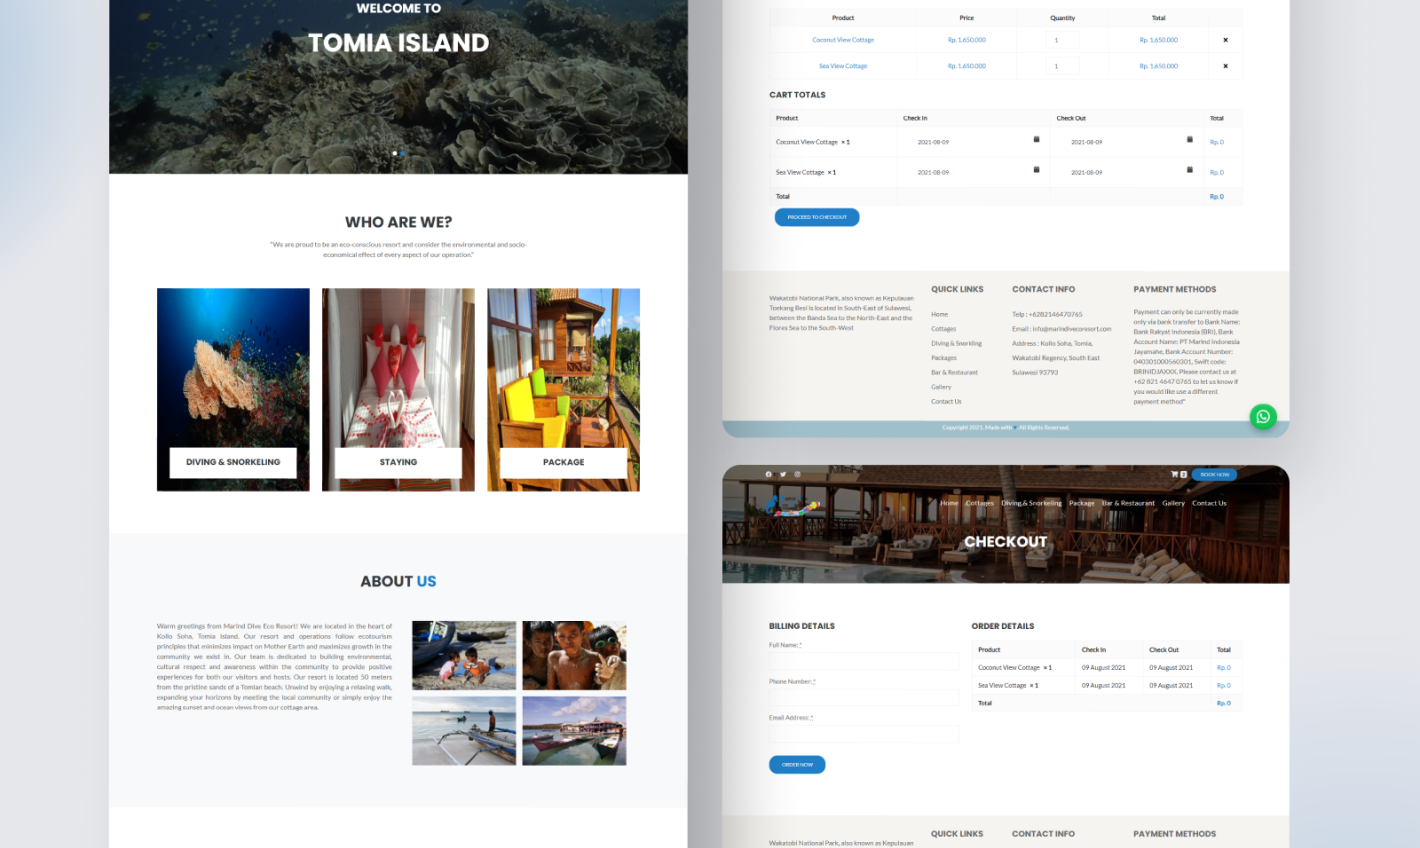 WELCOME TO
TOMIA ISLAND
WHO ARE WE?
"We are proud to be an eco-conscious resort and consider the environmental and socio-
economical effect of every aspect of our operation."
DIVING & SNORKELING
STAYING
PACKAGE
ABOUT US
Warm greetings from Marind Dive Eco Resort! We are located in the heart of
Kollo Soha, Tomia Island. Our resort and operations follow ecotourism
principles that minimizes impact on Mother Earth and maximizes growth in the
community we exist in. Our team is dedicated to building environmental,
cultural respect and awareness within the community to provide positive
experiences for both our visitors and hosts. Our resort is located 50 meters
from the pristine sands of a Tomian beach. Unwind by enjoying a relaxing walk,
expanding your horizons by meeting the local community or simply enjoy the
amazing sunset and ocean views from our cottage area.
Product Price Quantity Total
Coconut View Cottage Rp. 1,650.000 1 Rp. 1,650.000 ×
Sea View Cottage Rp. 1,650.000 1 Rp. 1,650.000 ×
CART TOTALS
Product Check In Check Out Total
Coconut View Cottage × 1 2021-08-09 2021-08-09 Rp. 0
Sea View Cottage × 1 2021-08-09 2021-08-09 Rp. 0
Total Rp. 0
PROCEED TO CHECKOUT
Wakatobi National Park, also known as Kepulauan
Toekang Besi is located in South-East of Sulawesi,
between the Banda Sea to the North-East and the
Flores Sea to the South-West
QUICK LINKS
Home
Cottages
Diving & Snorkling
Packages
Bar & Restaurant
Gallery
Contact Us
CONTACT INFO
Telp : +6282146470765
Email : info@marindivecoresort.com
Address : Kollo Soha, Tomia,
Wakatobi Regency, South East
Sulawesi 93793
PAYMENT METHODS
Payment can only be currently made
only via bank transfer to Bank Name:
Bank Rakyat Indonesia (BRI), Bank
Account Name: PT Marind Indonesia
Jayamahe, Bank Account Number:
040301000560301, Swift code:
BRINIDJAXXX. Please contact us at
+62 821 4647 0765 to let us know if
you would like use a different
payment method"
Copyright 2021. Made with ♥. All Rights Reserved.
BOOK NOW
Home Cottages Diving & Snorkeling Package Bar & Restaurant Gallery Contact Us
CHECKOUT
BILLING DETAILS
Full Name: *
Phone Number: *
Email Address: *
ORDER NOW
ORDER DETAILS
Product Check In Check Out Total
Coconut View Cottage × 1 09 August 2021 09 August 2021 Rp. 0
Sea View Cottage × 1 09 August 2021 09 August 2021 Rp. 0
Total Rp. 0
Wakatobi National Park, also known as Kepulauan
QUICK LINKS
CONTACT INFO
PAYMENT METHODS